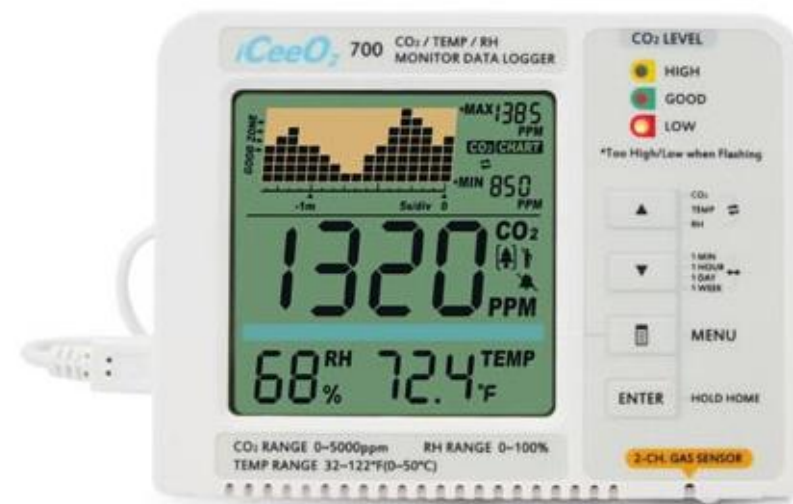 iCeeO2 700 CO2 / TEMP / RH
MONITOR DATA LOGGER
GOOD ZONE
MAX 1385
PPM
CO2 CHART
MIN 850
PPM
-1m 5s/div 0
1320 CO2
PPM
68 RH
%
72.4 TEMP
°F
CO2 RANGE 0~5000ppm RH RANGE 0~100%
TEMP RANGE 32~122°F(0~50°C)
CO2 LEVEL
HIGH
GOOD
LOW
*Too High/Low when Flashing
CO2
TEMP
RH
1 MIN
1 HOUR
1 DAY
1 WEEK
MENU
ENTER HOLD HOME
2-CH. GAS SENSOR